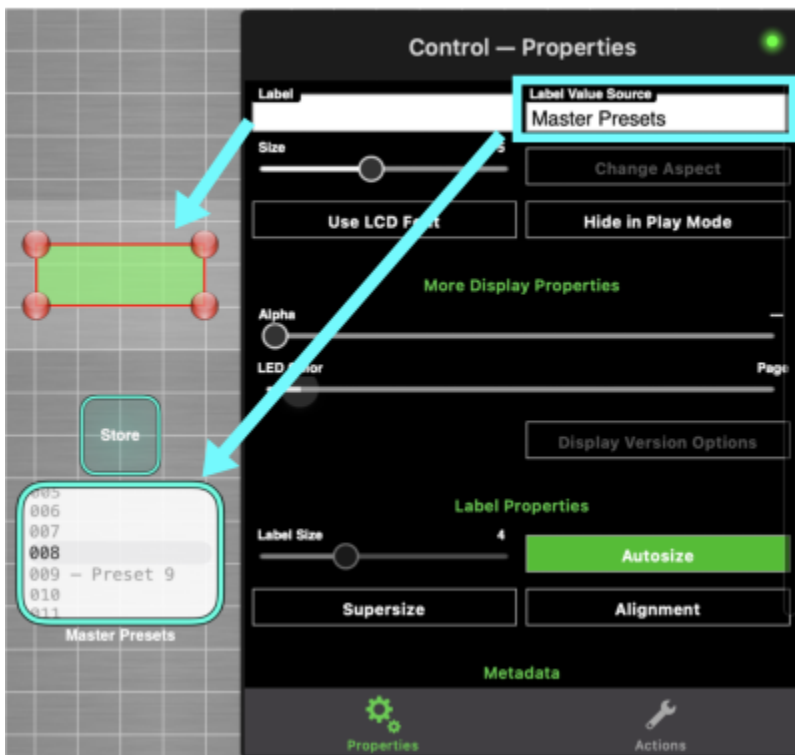 Control — Properties
Label
Label Value Source
Master Presets
Size
5
Change Aspect
Use LCD Font
Hide in Play Mode
More Display Properties
Alpha
—
LED Color
Page
Display Version Options
Store
005
006
007
008
009 — Preset 9
010
011
Master Presets
Label Properties
Label Size
4
Autosize
Supersize
Alignment
Metadata
Properties
Actions